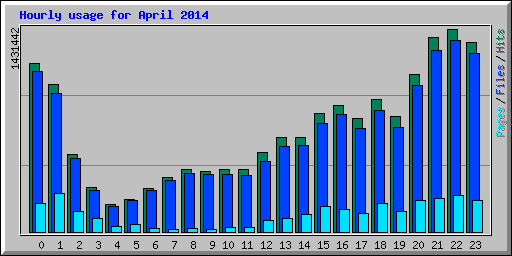 Hourly usage for April 2014
1431442
Pages/Files/Hits
0 1 2 3 4 5 6 7 8 9 10 11 12 13 14 15 16 17 18 19 20 21 22 23